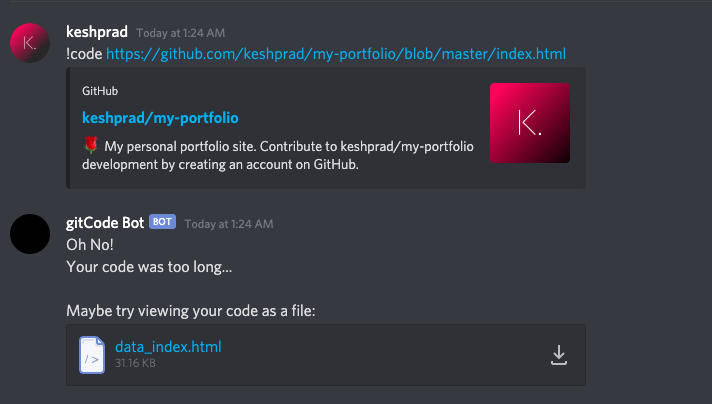 keshprad Today at 1:24 AM
!code https://github.com/keshprad/my-portfolio/blob/master/index.html
GitHub
keshprad/my-portfolio
🌹 My personal portfolio site. Contribute to keshprad/my-portfolio
development by creating an account on GitHub.
K.
K.
gitCode Bot BOT Today at 1:24 AM
Oh No!
Your code was too long...
Maybe try viewing your code as a file:
data_index.html
31.16 KB